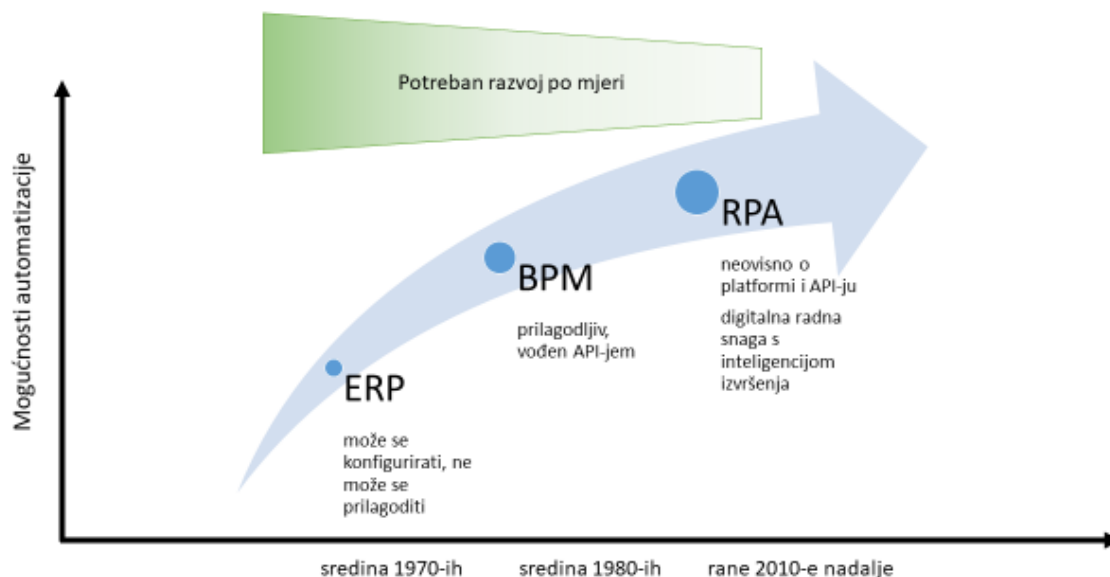 Potreban razvoj po mjeri
Mogućnosti automatizacije
RPA
neovisno o
platformi i API-ju
digitalna radna
snaga s
inteligencijom
izvršenja
BPM
prilagodljiv,
vođen API-jem
ERP
može se
konfigurirati, ne
može se
prilagoditi
sredina 1970-ih
sredina 1980-ih
rane 2010-e nadalje